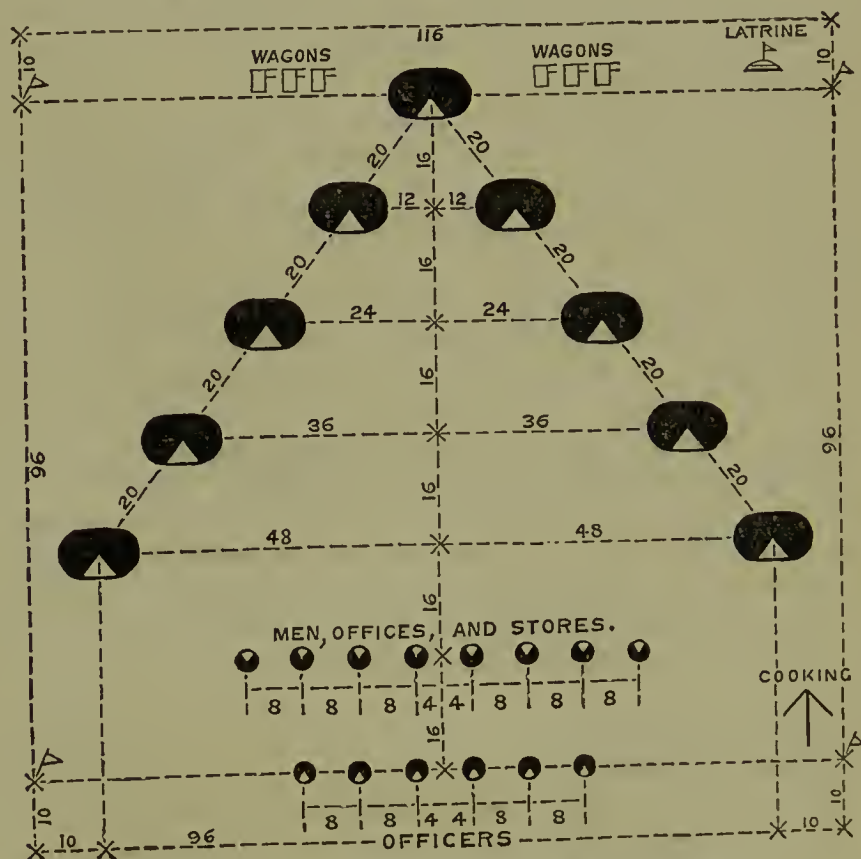 116
LATRINE
WAGONS WAGONS
10 10
20 16 20
12 12
20 16 20
24 24
20 16 20
36 36
96 96
20 16 20
48 48
16
MEN, OFFICES, AND STORES.
8 8 8 4 4 8 8 8
COOKING
16
8 8 4 4 8 8
10 10
10 96 OFFICERS 10